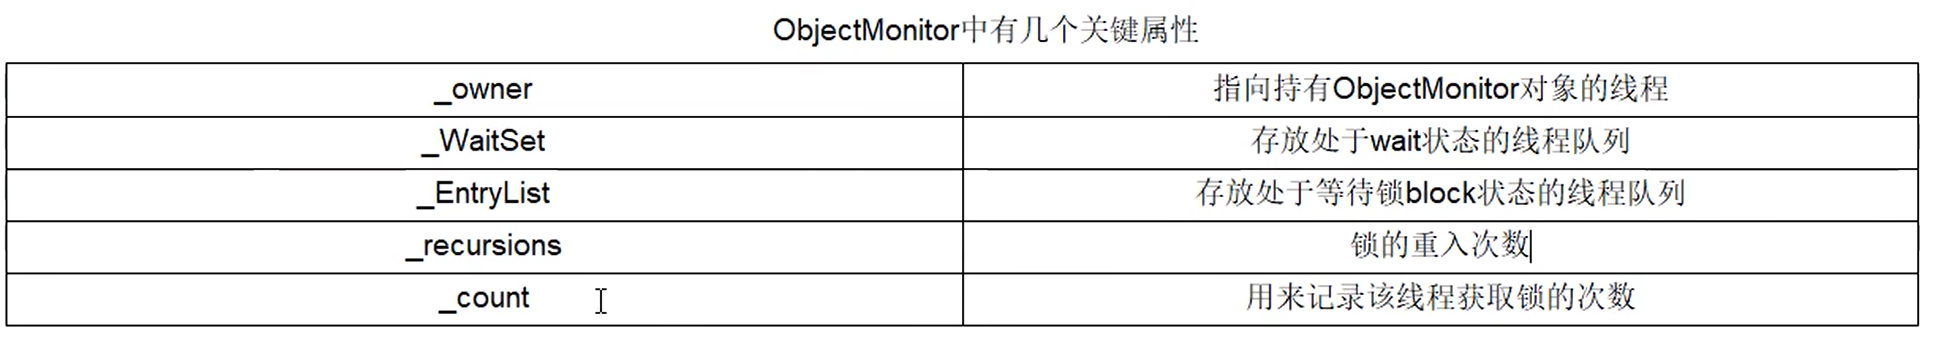 ObjectMonitor中有几个关键属性
_owner 指向持有ObjectMonitor对象的线程
_WaitSet 存放处于wait状态的线程队列
_EntryList 存放处于等待锁block状态的线程队列
_recursions 锁的重入次数
_count 用来记录该线程获取锁的次数